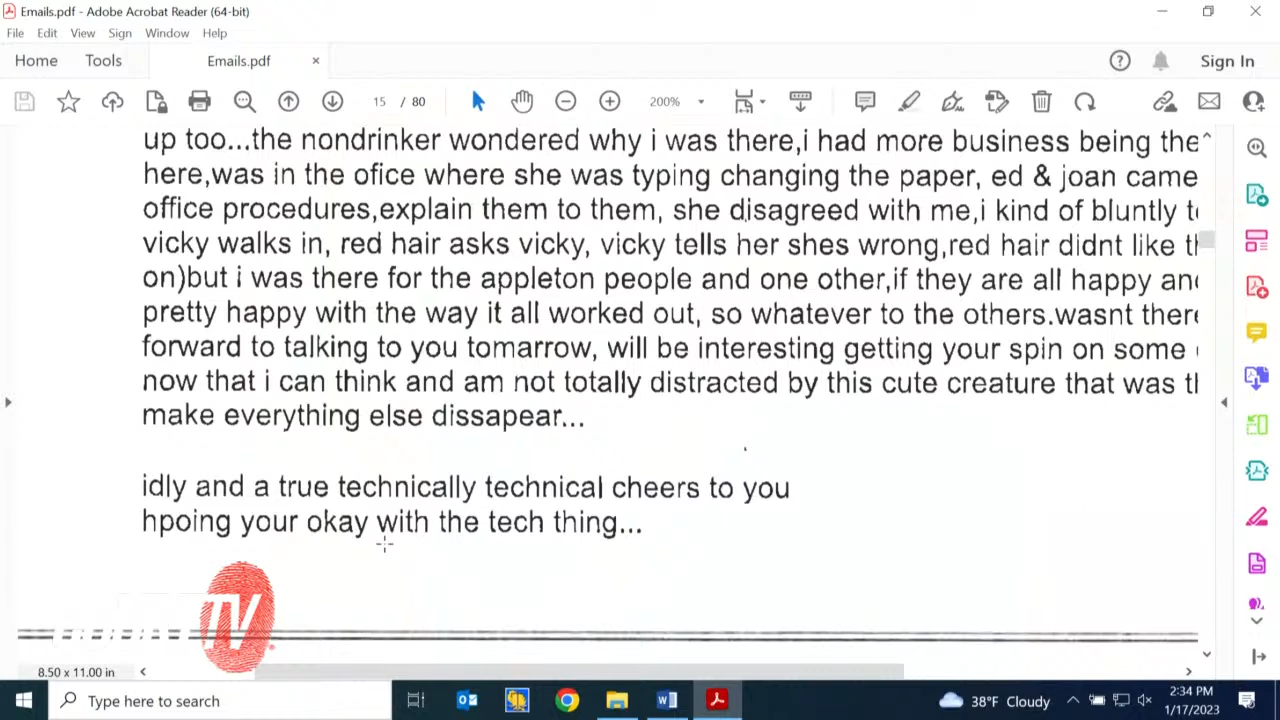 Emails.pdf - Adobe Acrobat Reader (64-bit)
File Edit View Sign Window Help
Home Tools Emails.pdf × Sign In
15 / 80 200%
up too...the nondrinker wondered why i was there,i had more business being the
here,was in the ofice where she was typing changing the paper, ed & joan came
office procedures,explain them to them, she disagreed with me,i kind of bluntly t
vicky walks in, red hair asks vicky, vicky tells her shes wrong,red hair didnt like t
on)but i was there for the appleton people and one other,if they are all happy an
pretty happy with the way it all worked out, so whatever to the others.wasnt there
forward to talking to you tomarrow, will be interesting getting your spin on some
now that i can think and am not totally distracted by this cute creature that was t
make everything else dissapear...
idly and a true technically technical cheers to you
hpoing your okay with the tech thing...
TV
8.50 x 11.00 in
Type here to search
38°F Cloudy
2:34 PM
1/17/2023